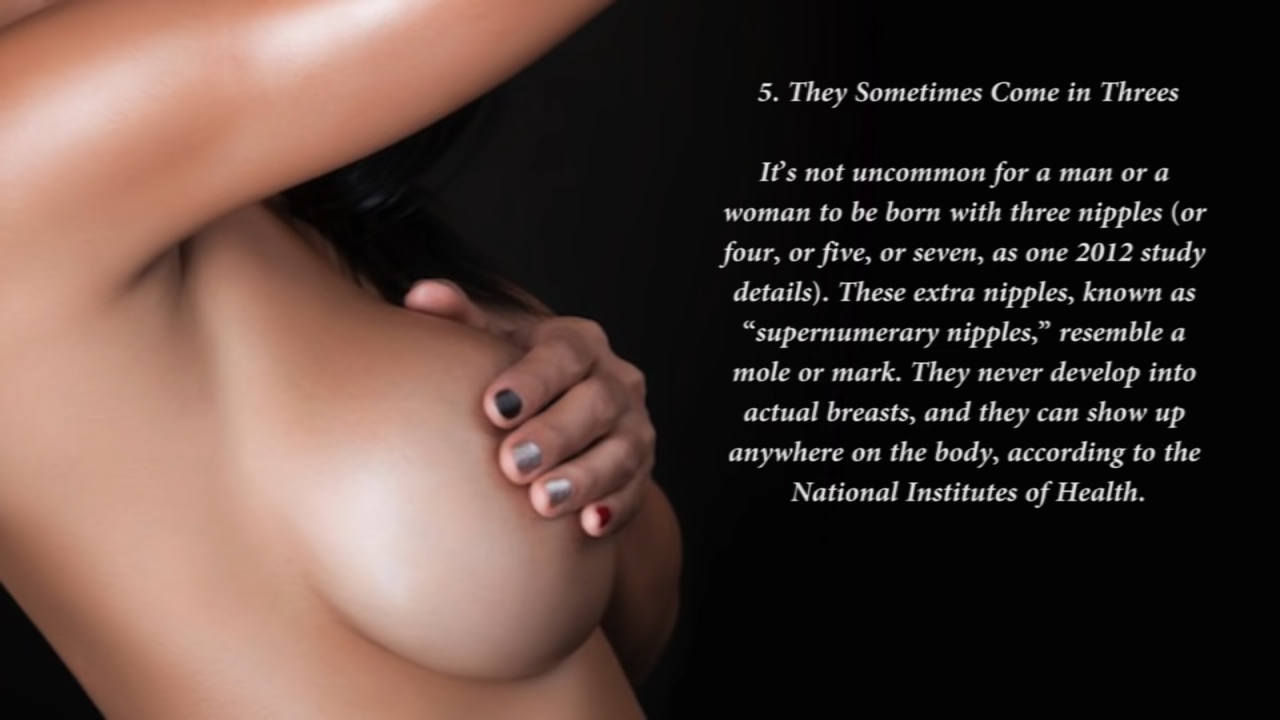 5. They Sometimes Come in Threes
It’s not uncommon for a man or a
woman to be born with three nipples (or
four, or five, or seven, as one 2012 study
details). These extra nipples, known as
“supernumerary nipples,” resemble a
mole or mark. They never develop into
actual breasts, and they can show up
anywhere on the body, according to the
National Institutes of Health.